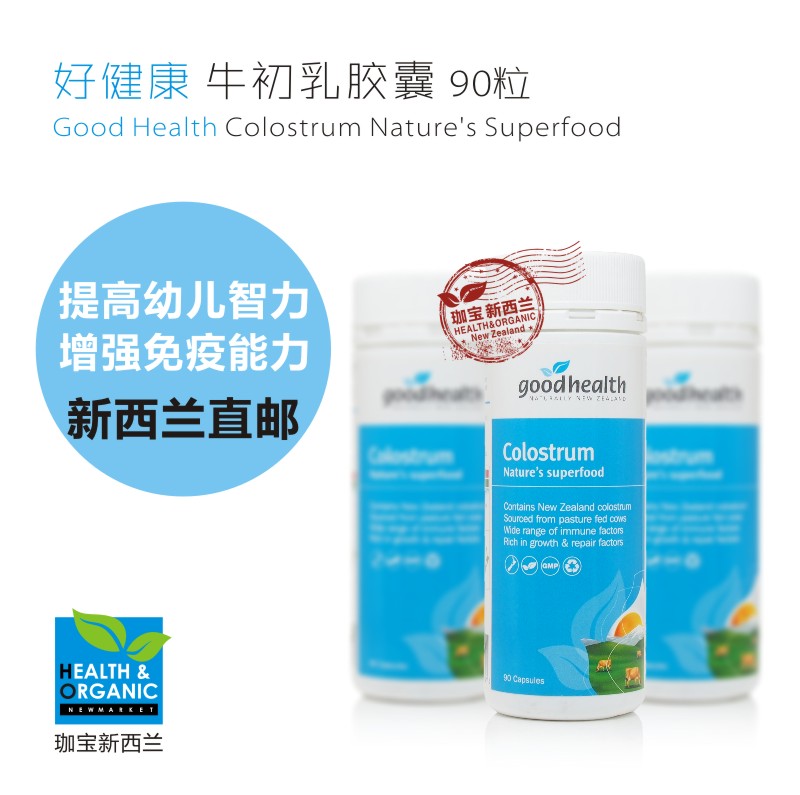 好健康 牛初乳胶囊 90粒
Good Health Colostrum Nature's Superfood
提高幼儿智力
增强免疫能力
新西兰直邮
珈宝新西兰
HEALTH&ORGANIC
New Zealand
goodhealth
NATURALLY NEW ZEALAND
Colostrum
Nature's superfood
Contains New Zealand colostrum
Sourced from pasture fed cows
Wide range of immune factors
Rich in growth & repair factors
GMP
90 Capsules
goodhealth
Colostrum
Nature's superfood
goodhealth
Colostrum
Nature's superfood
HEALTH &
ORGANIC
NEWMARKET
珈宝新西兰